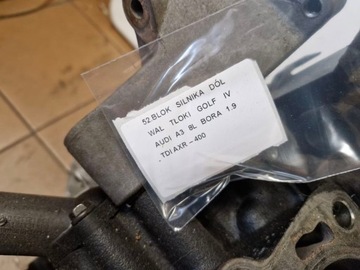 52 BLOK SILNIKA DÓŁ
WAŁ TŁOKI GOLF IV
AUDI A3 8L BORA 1.9
TDI AXR - 400